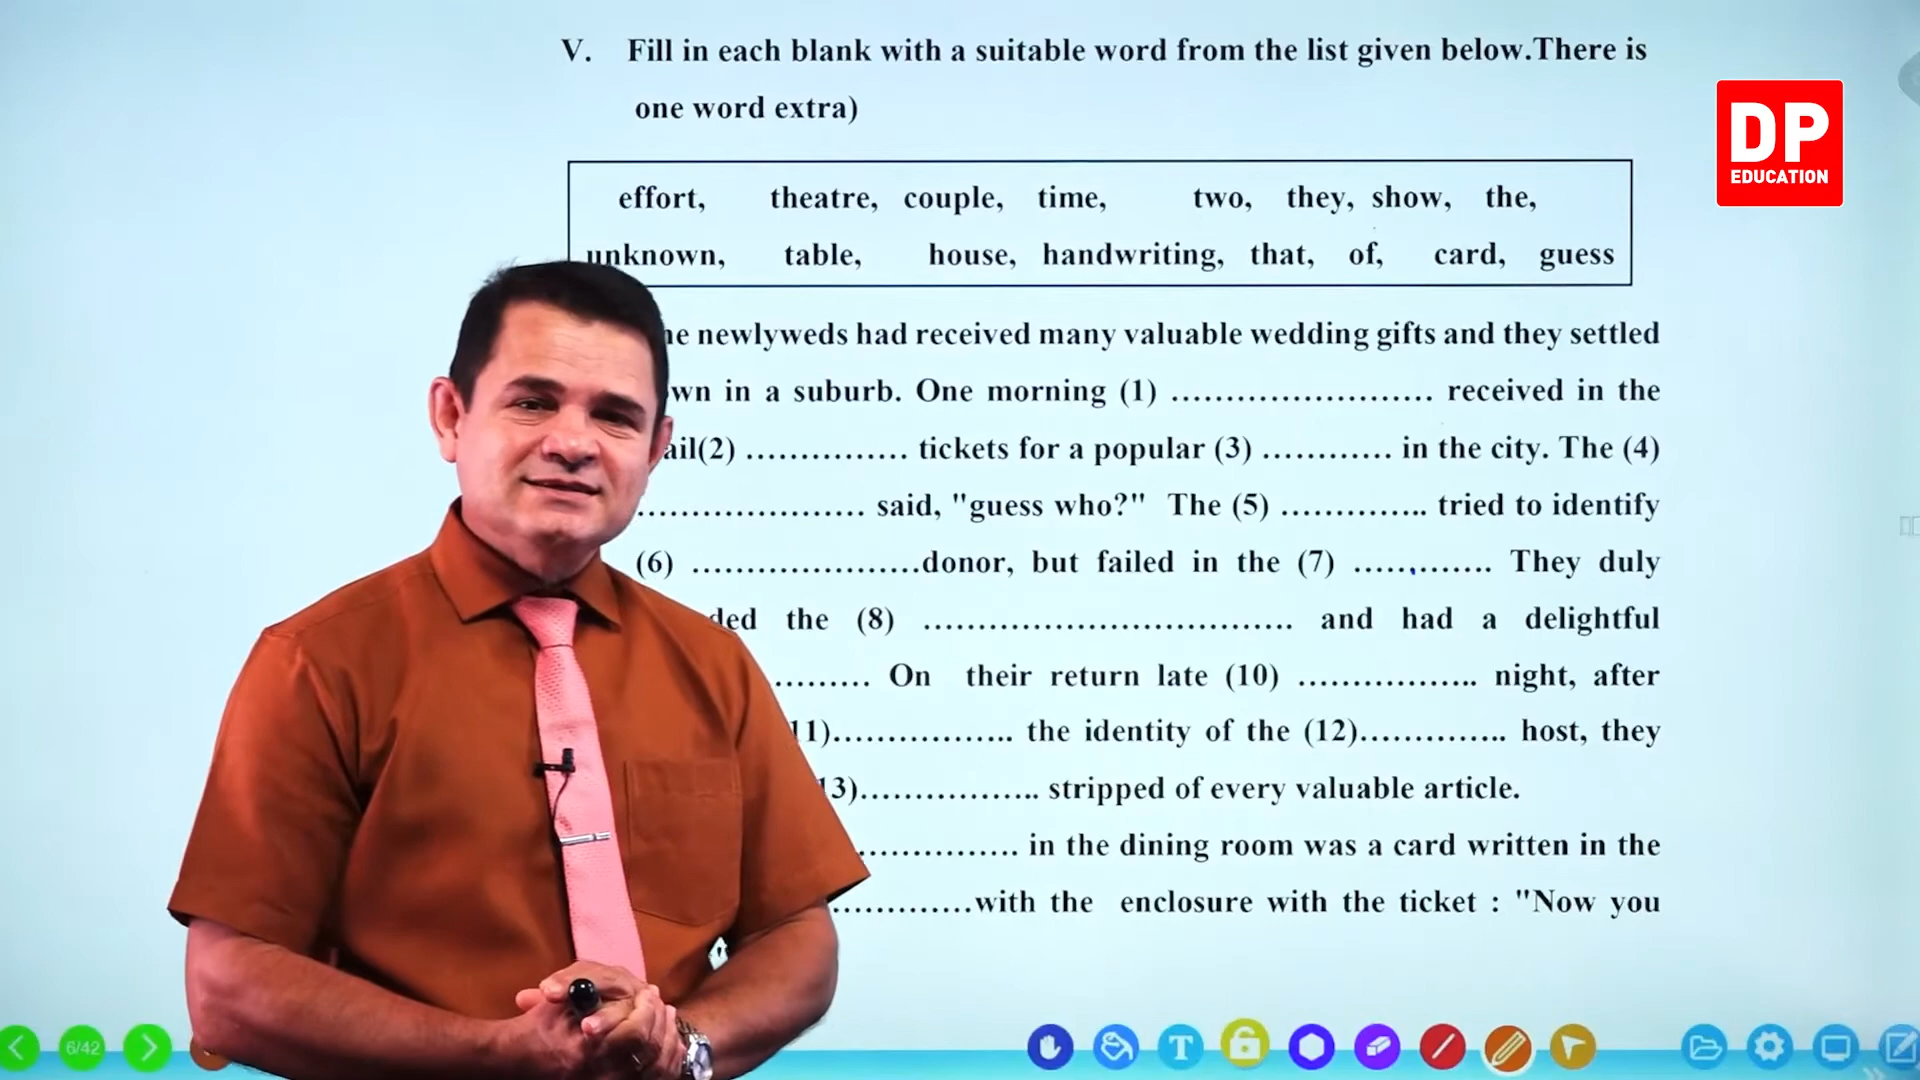 V. Fill in each blank with a suitable word from the list given below.There is
one word extra)
DP
EDUCATION
effort, theatre, couple, time, two, they, show, the,
unknown, table, house, handwriting, that, of, card, guess
newlyweds had received many valuable wedding gifts and they settled
in a suburb. One morning (1) ........................ received in the
(2) ............... tickets for a popular (3) ............ in the city. The (4)
..................... said, "guess who?" The (5) .............. tried to identify
(6) .....................donor, but failed in the (7) ............. They duly
the (8) .................................. and had a delightful
......... On their return late (10) ................. night, after
................. the identity of the (12).............. host, they
................. stripped of every valuable article.
............... in the dining room was a card written in the
.............with the enclosure with the ticket : "Now you
6/42
T